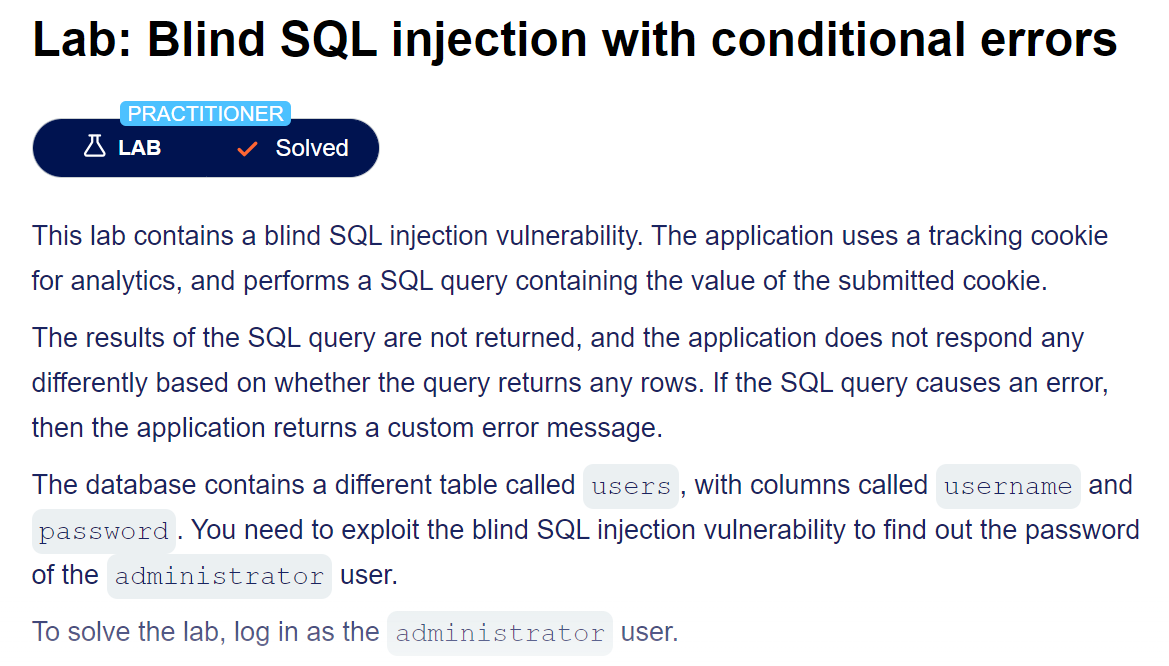 Lab: Blind SQL injection with conditional errors
PRACTITIONER
LAB Solved
This lab contains a blind SQL injection vulnerability. The application uses a tracking cookie
for analytics, and performs a SQL query containing the value of the submitted cookie.
The results of the SQL query are not returned, and the application does not respond any
differently based on whether the query returns any rows. If the SQL query causes an error,
then the application returns a custom error message.
The database contains a different table called users, with columns called username and
password. You need to exploit the blind SQL injection vulnerability to find out the password
of the administrator user.
To solve the lab, log in as the administrator user.